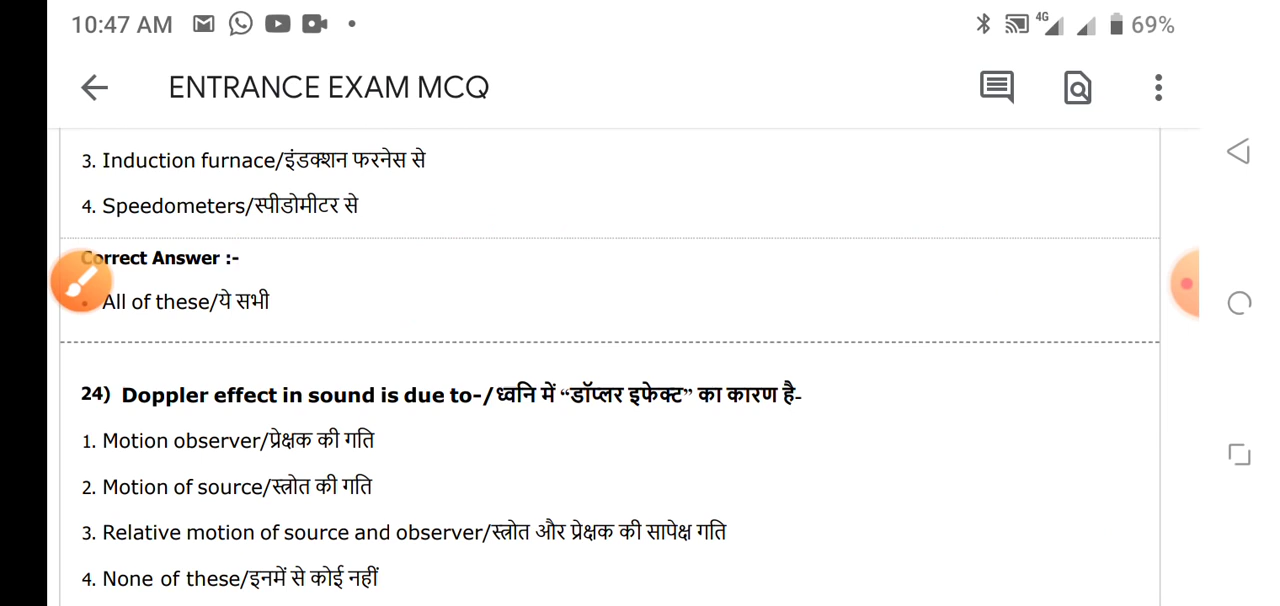 10:47 AM
4G
69%
ENTRANCE EXAM MCQ
3. Induction furnace/इंडक्शन फरनेस से
4. Speedometers/स्पीडोमीटर से
Correct Answer :-
All of these/ये सभी
24) Doppler effect in sound is due to-/ध्वनि में “डॉप्लर इफेक्ट” का कारण है-
1. Motion observer/प्रेक्षक की गति
2. Motion of source/स्त्रोत की गति
3. Relative motion of source and observer/स्त्रोत और प्रेक्षक की सापेक्ष गति
4. None of these/इनमें से कोई नहीं